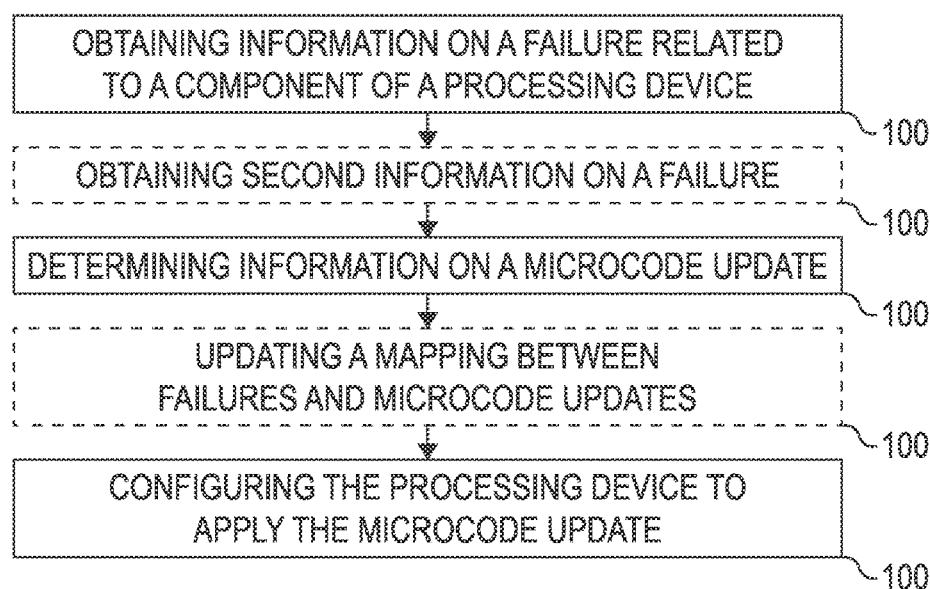 OBTAINING INFORMATION ON A FAILURE RELATED
TO A COMPONENT OF A PROCESSING DEVICE
100
OBTAINING SECOND INFORMATION ON A FAILURE
100
DETERMINING INFORMATION ON A MICROCODE UPDATE
100
UPDATING A MAPPING BETWEEN
FAILURES AND MICROCODE UPDATES
100
CONFIGURING THE PROCESSING DEVICE TO
APPLY THE MICROCODE UPDATE
100